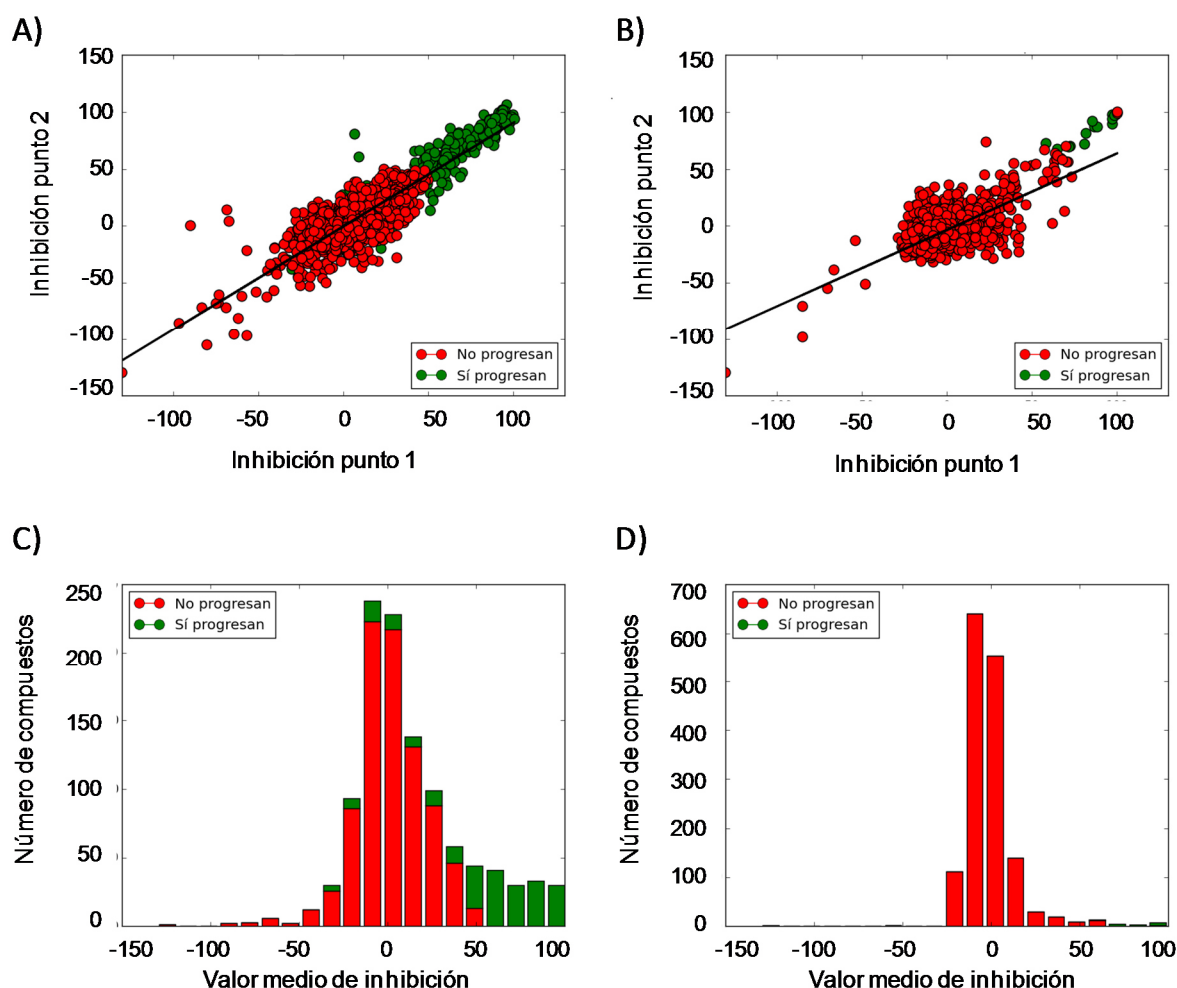 A)
150
100
50
0
-50
-100
-150
Inhibición punto 2
-100
-50
0
50
100
Inhibición punto 1
No progresan
Sí progresan
B)
150
100
50
0
-50
-100
-150
Inhibición punto 2
-100
-50
0
50
100
Inhibición punto 1
No progresan
Sí progresan
C)
250
200
150
100
50
0
Número de compuestos
No progresan
Sí progresan
-150
-100
-50
0
50
100
Valor medio de inhibición
D)
700
600
500
400
300
200
100
0
Número de compuestos
No progresan
Sí progresan
-150
-100
-50
0
50
100
Valor medio de inhibición